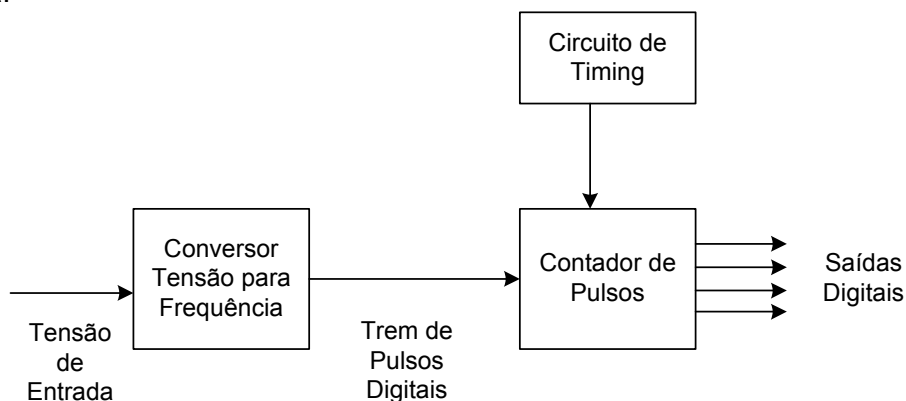 Circuito de
Timing
Conversor
Tensão para
Frequência
Contador de
Pulsos
Saídas
Digitais
Tensão
de
Entrada
Trem de
Pulsos
Digitais